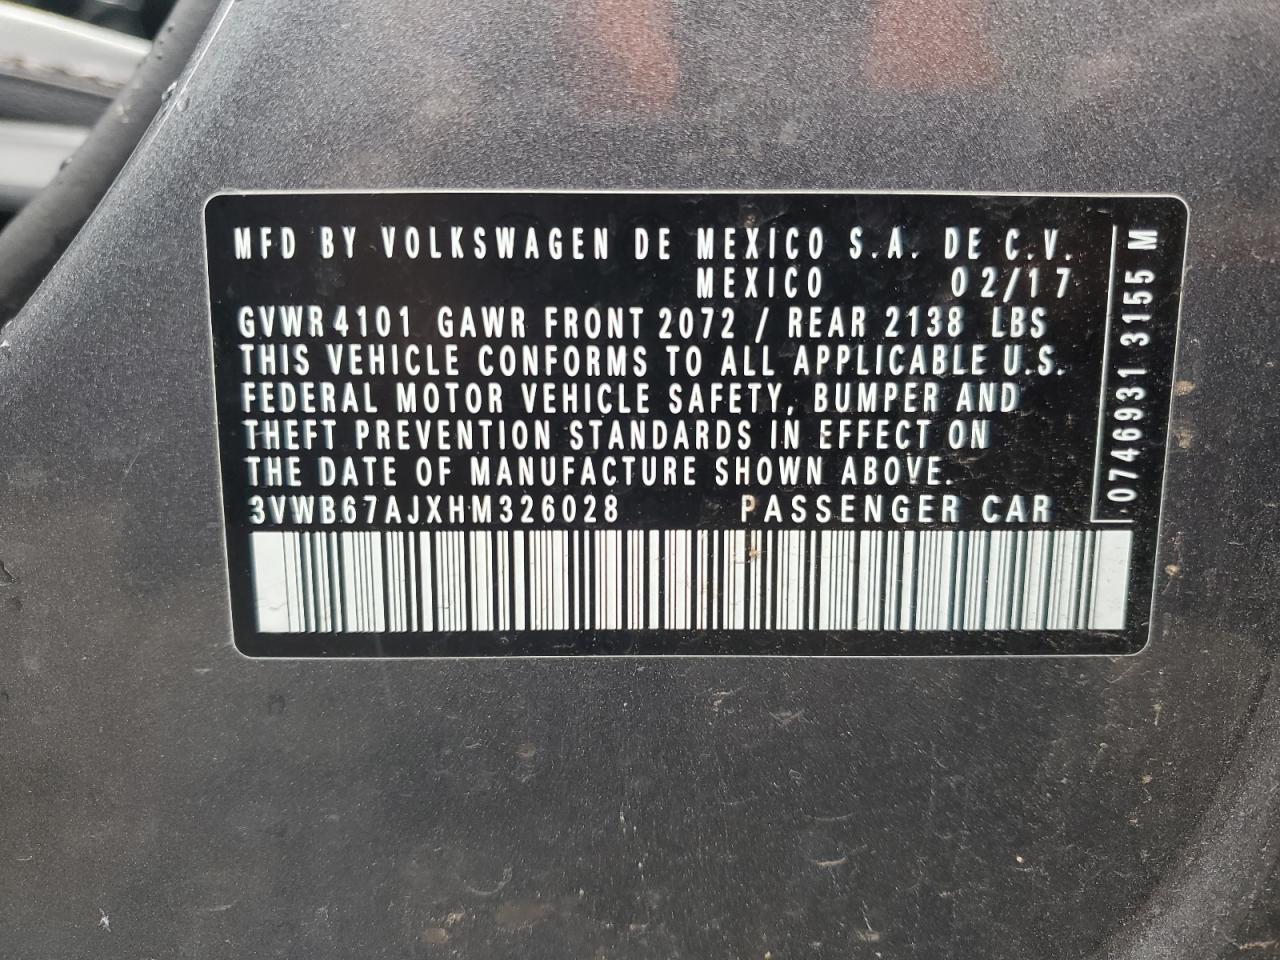 MFD BY VOLKSWAGEN DE MEXICO S.A. DE C.V.
MEXICO 02/17
GVWR 4101 GAWR FRONT 2072 / REAR 2138 LBS
THIS VEHICLE CONFORMS TO ALL APPLICABLE U.S.
FEDERAL MOTOR VEHICLE SAFETY, BUMPER AND
THEFT PREVENTION STANDARDS IN EFFECT ON
THE DATE OF MANUFACTURE SHOWN ABOVE.
3VWB67AJXHM326028 PASSENGER CAR
0746931 3155 M